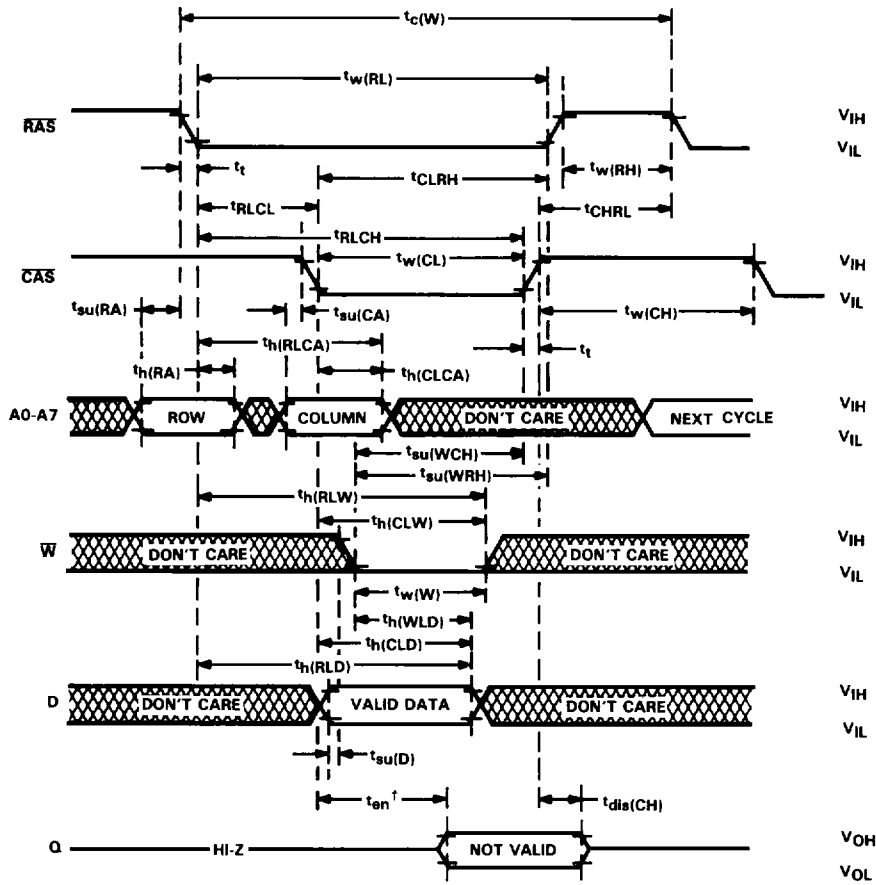 tc(W)
tw(RL)
RAS
VIH
VIL
tt
tCLRH
tw(RH)
tRLCL
tCHRL
tRLCH
CAS
tw(CL)
VIH
VIL
tsu(RA)
tsu(CA)
tw(CH)
th(RLCA)
tt
th(RA)
th(CLCA)
A0-A7
ROW
COLUMN
DON'T CARE
NEXT CYCLE
VIH
VIL
tsu(WCH)
tsu(WRH)
th(RLW)
th(CLW)
W
DON'T CARE
DON'T CARE
VIH
VIL
tw(W)
th(WLD)
th(CLD)
th(RLD)
D
DON'T CARE
VALID DATA
DON'T CARE
VIH
VIL
tsu(D)
ten†
tdis(CH)
Q
HI-Z
NOT VALID
VOH
VOL